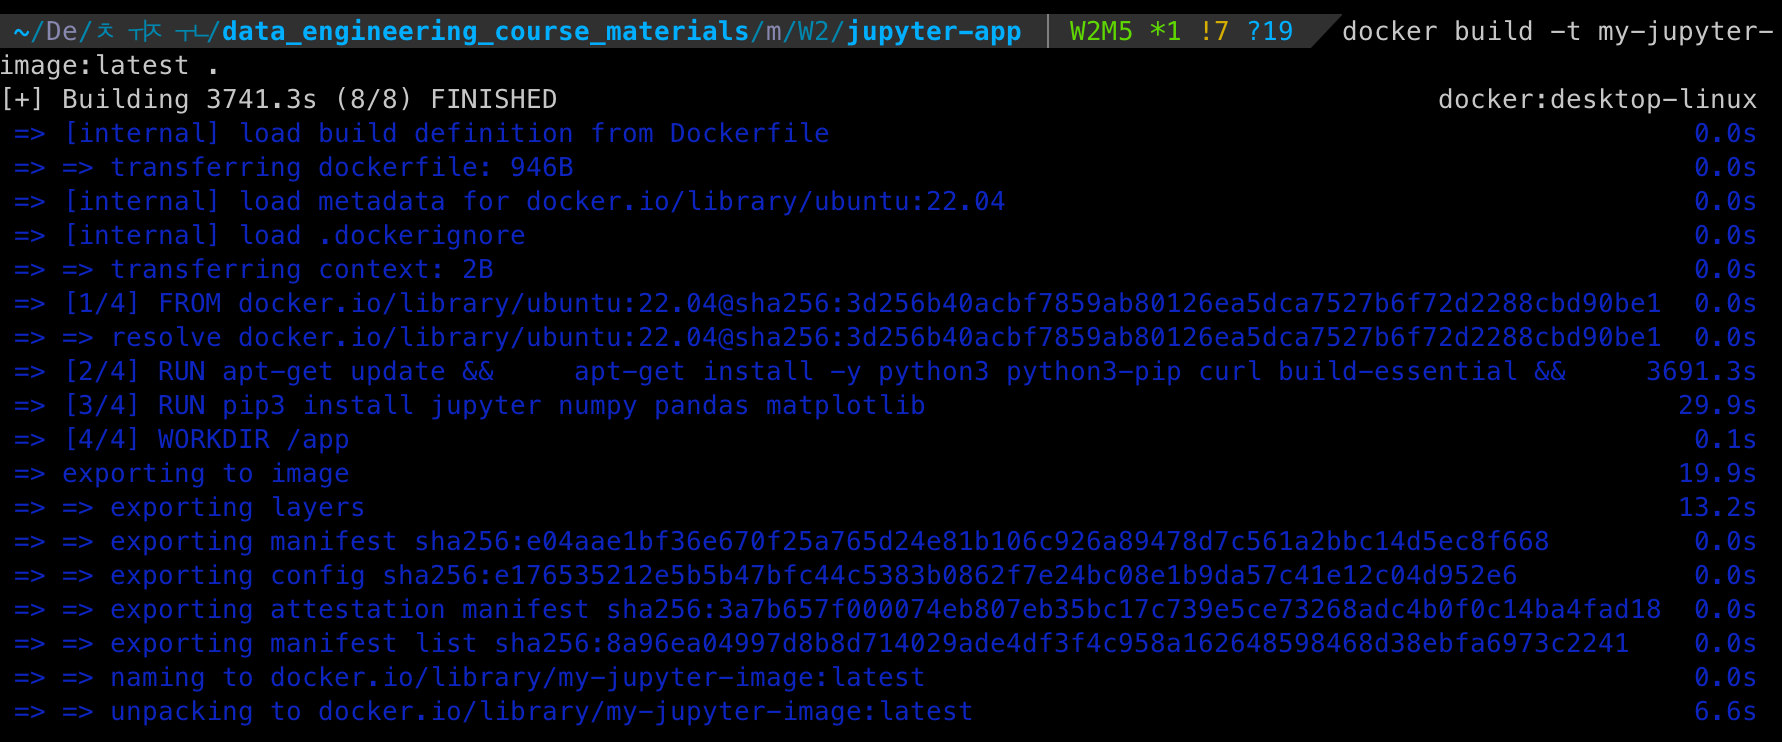 ~/De/ㅊㅝㅈㅜㄴ/data_engineering_course_materials/m/W2/jupyter-app W2M5 *1 !7 ?19 docker build -t my-jupyter-
image:latest .
[+] Building 3741.3s (8/8) FINISHED docker:desktop-linux
=> [internal] load build definition from Dockerfile 0.0s
=> => transferring dockerfile: 946B 0.0s
=> [internal] load metadata for docker.io/library/ubuntu:22.04 0.0s
=> [internal] load .dockerignore 0.0s
=> => transferring context: 2B 0.0s
=> [1/4] FROM docker.io/library/ubuntu:22.04@sha256:3d256b40acbf7859ab80126ea5dca7527b6f72d2288cbd90be1 0.0s
=> => resolve docker.io/library/ubuntu:22.04@sha256:3d256b40acbf7859ab80126ea5dca7527b6f72d2288cbd90be1 0.0s
=> [2/4] RUN apt-get update && apt-get install -y python3 python3-pip curl build-essential && 3691.3s
=> [3/4] RUN pip3 install jupyter numpy pandas matplotlib 29.9s
=> [4/4] WORKDIR /app 0.1s
=> exporting to image 19.9s
=> => exporting layers 13.2s
=> => exporting manifest sha256:e04aae1bf36e670f25a765d24e81b106c926a89478d7c561a2bbc14d5ec8f668 0.0s
=> => exporting config sha256:e176535212e5b5b47bfc44c5383b0862f7e24bc08e1b9da57c41e12c04d952e6 0.0s
=> => exporting attestation manifest sha256:3a7b657f000074eb807eb35bc17c739e5ce73268adc4b0f0c14ba4fad18 0.0s
=> => exporting manifest list sha256:8a96ea04997d8b8d714029ade4df3f4c958a162648598468d38ebfa6973c2241 0.0s
=> => naming to docker.io/library/my-jupyter-image:latest 0.0s
=> => unpacking to docker.io/library/my-jupyter-image:latest 6.6s